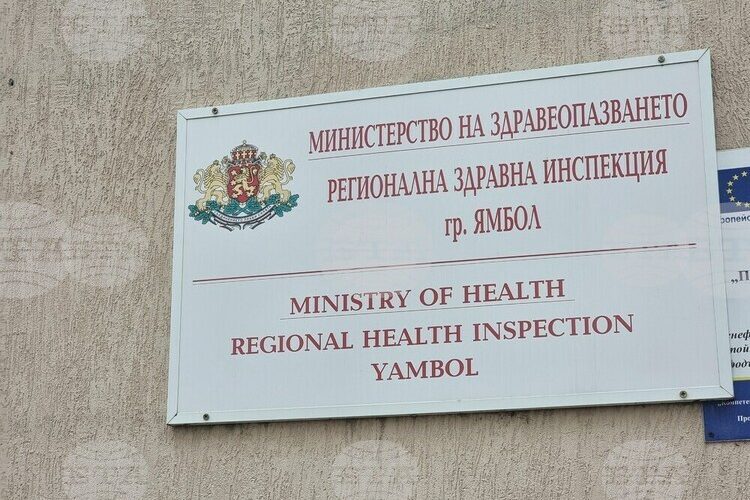 МИНИСТЕРСТВО НА ЗДРАВЕОПАЗВАНЕТО
РЕГИОНАЛНА ЗДРАВНА ИНСПЕКЦИЯ
гр. ЯМБОЛ
MINISTRY OF HEALTH
REGIONAL HEALTH INSPECTION
YAMBOL